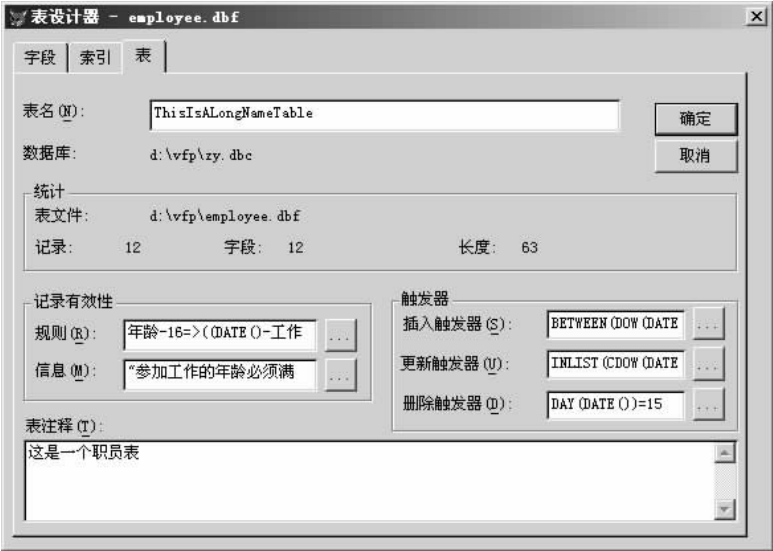 表设计器 - employee.dbf
字段 索引 表
表名(N): ThisIsALongNameTable 确定
数据库: d:\vfp\zy.dbc 取消
统计
表文件: d:\vfp\employee.dbf
记录: 12 字段: 12 长度: 63
记录有效性
规则(R): 年龄-16=>((DATE()-工作 ...
信息(M): "参加工作的年龄必须满 ...
触发器
插入触发器(S): BETWEEN(DOW(DATE ...
更新触发器(U): INLIST(CDOW(DATE ...
删除触发器(D): DAY(DATE())=15 ...
表注释(T):
这是一个职员表